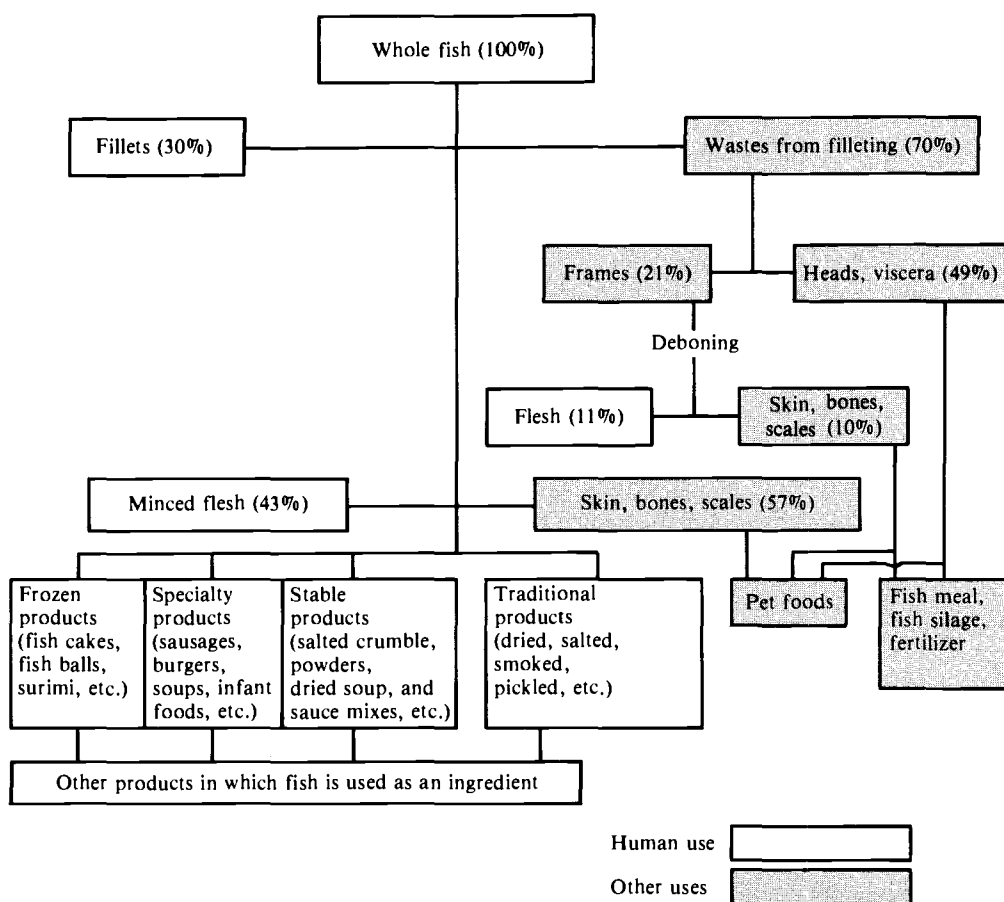 Whole fish (100%)
Fillets (30%)
Wastes from filleting (70%)
Frames (21%)
Heads, viscera (49%)
Deboning
Flesh (11%)
Skin, bones,
scales (10%)
Minced flesh (43%)
Skin, bones, scales (57%)
Frozen
products
(fish cakes,
fish balls,
surimi, etc.)
Specialty
products
(sausages,
burgers,
soups, infant
foods, etc.)
Stable
products
(salted crumble,
powders,
dried soup, and
sauce mixes, etc.)
Traditional
products
(dried, salted,
smoked,
pickled, etc.)
Pet foods
Fish meal,
fish silage,
fertilizer
Other products in which fish is used as an ingredient
Human use
Other uses